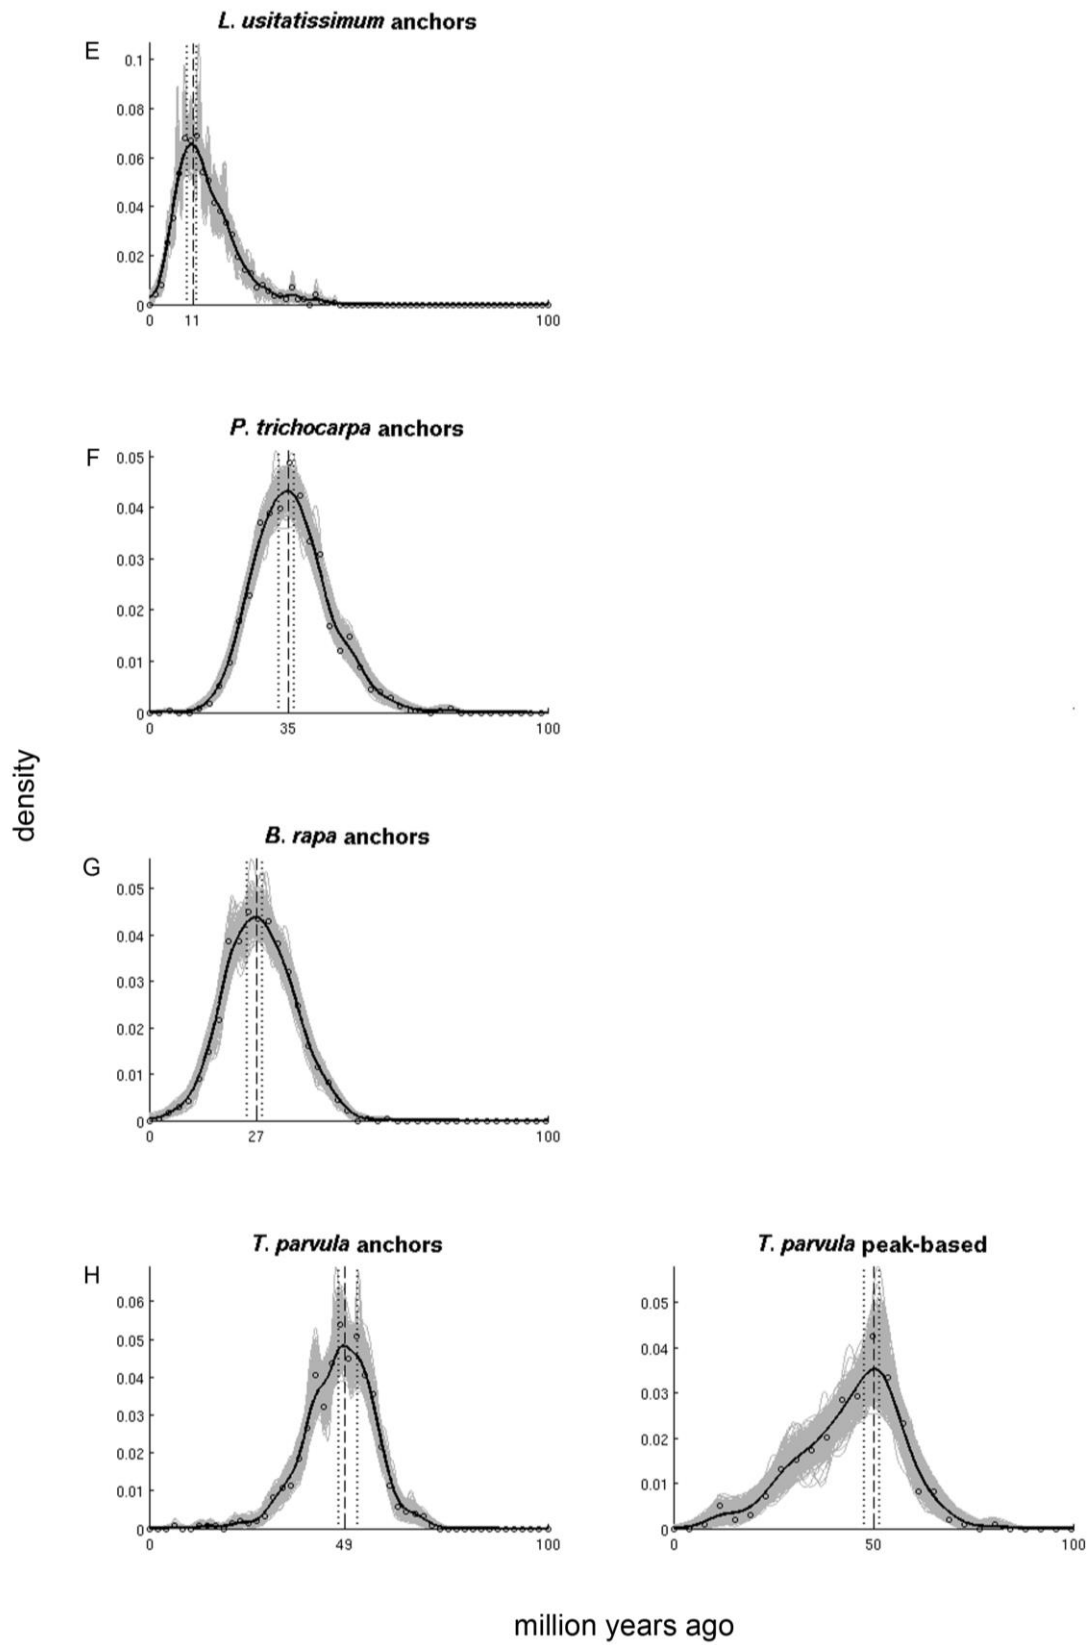 L. usitatissimum anchors
E
0.1
0.08
0.06
0.04
0.02
0
0 11 100
P. trichocarpa anchors
F
0.05
0.04
0.03
0.02
0.01
0
0 35 100
density
B. rapa anchors
G
0.05
0.04
0.03
0.02
0.01
0
0 27 100
T. parvula anchors
H
0.06
0.05
0.04
0.03
0.02
0.01
0
0 49 100
T. parvula peak-based
0.05
0.04
0.03
0.02
0.01
0
0 50 100
million years ago